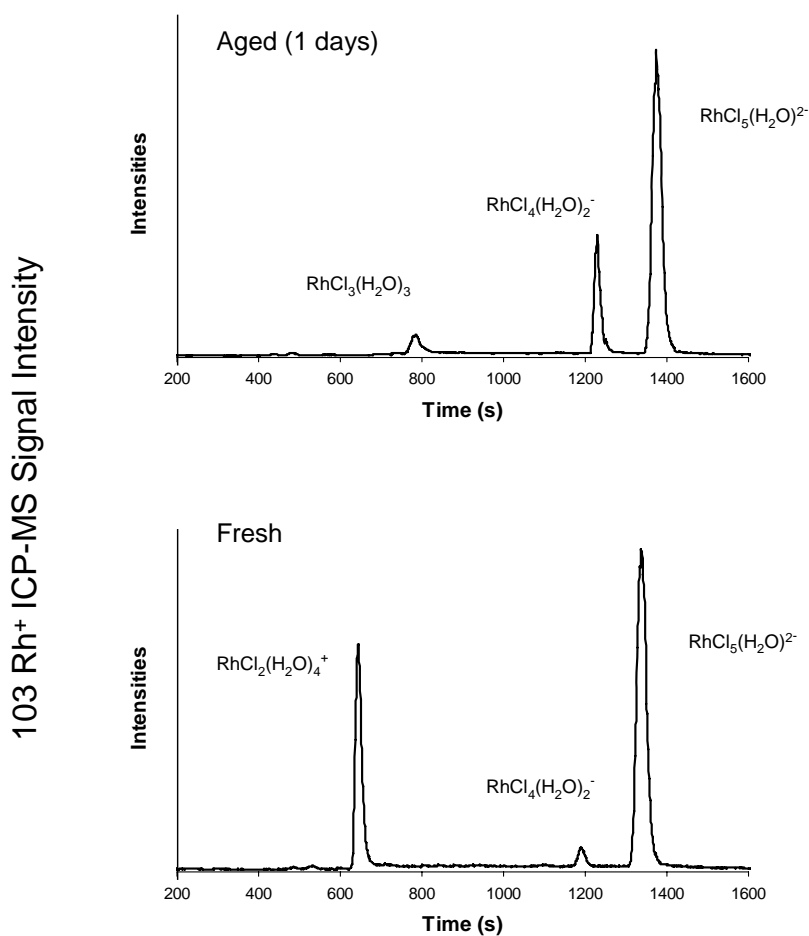 103 Rh⁺ ICP-MS Signal Intensity
Aged (1 days)
RhCl₅(H₂O)²⁻
RhCl₄(H₂O)₂⁻
RhCl₃(H₂O)₃
Intensities
200 400 600 800 1000 1200 1400 1600
Time (s)
Fresh
RhCl₂(H₂O)₄⁺
RhCl₅(H₂O)²⁻
RhCl₄(H₂O)₂⁻
Intensities
200 400 600 800 1000 1200 1400 1600
Time (s)